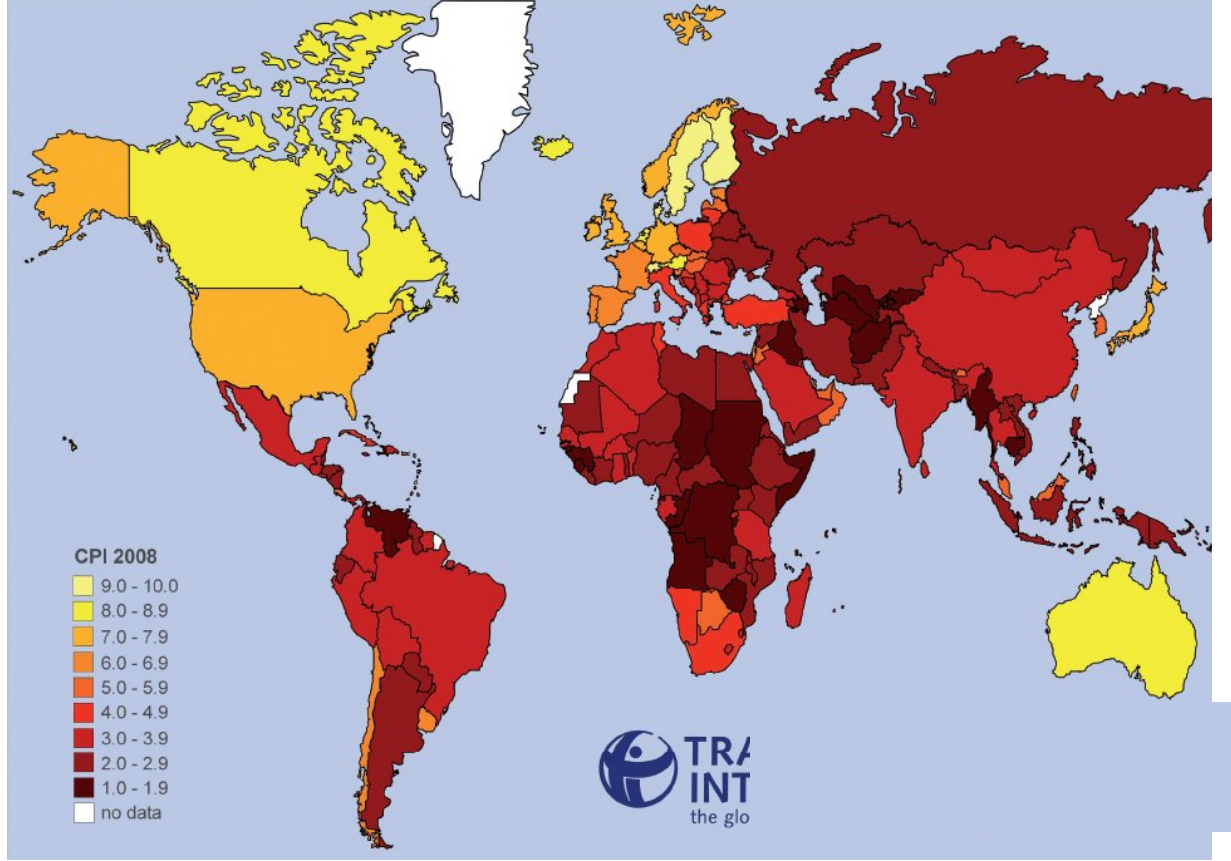 CPI 2008
9.0 - 10.0
8.0 - 8.9
7.0 - 7.9
6.0 - 6.9
5.0 - 5.9
4.0 - 4.9
3.0 - 3.9
2.0 - 2.9
1.0 - 1.9
no data
TRA
INT
the glo